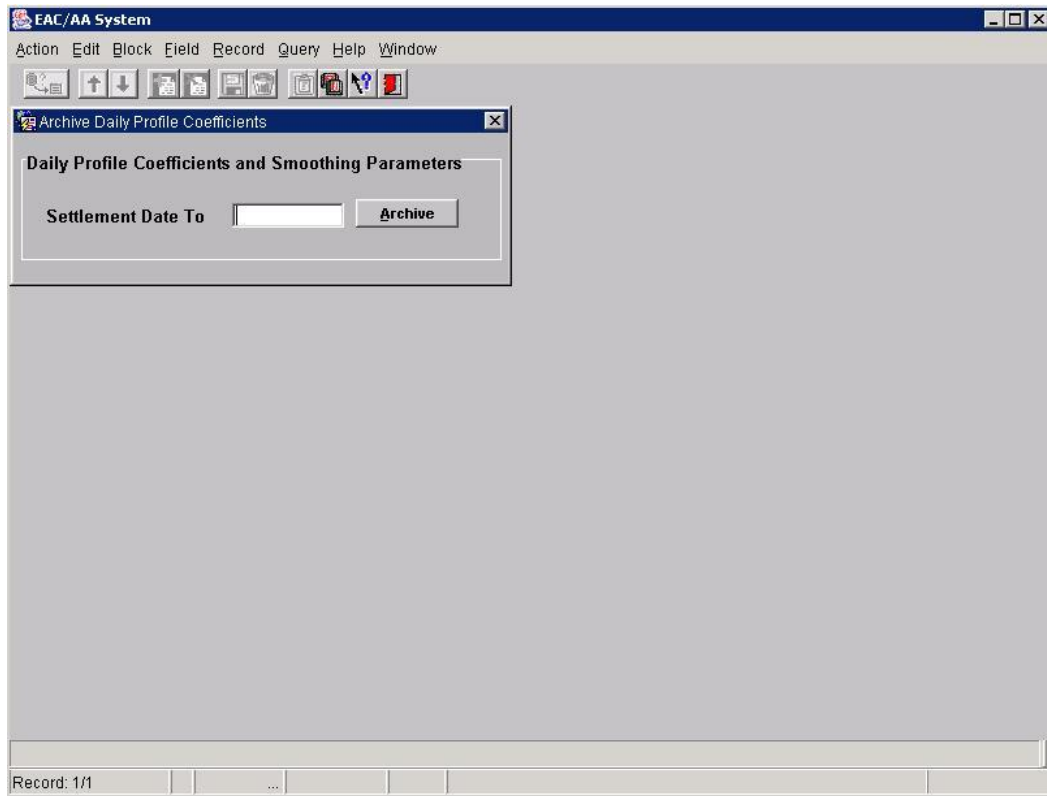 EAC/AA System
Action Edit Block Field Record Query Help Window
Archive Daily Profile Coefficients
Daily Profile Coefficients and Smoothing Parameters
Settlement Date To Archive
Record: 1/1 ...